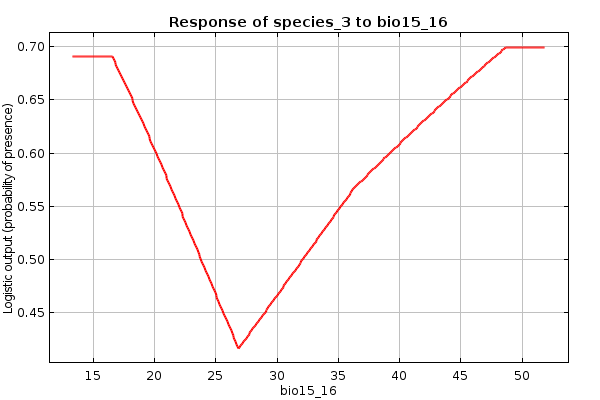 Response of species_3 to bio15_16
Logistic output (probability of presence)
0.70
0.65
0.60
0.55
0.50
0.45
15 20 25 30 35 40 45 50
bio15_16